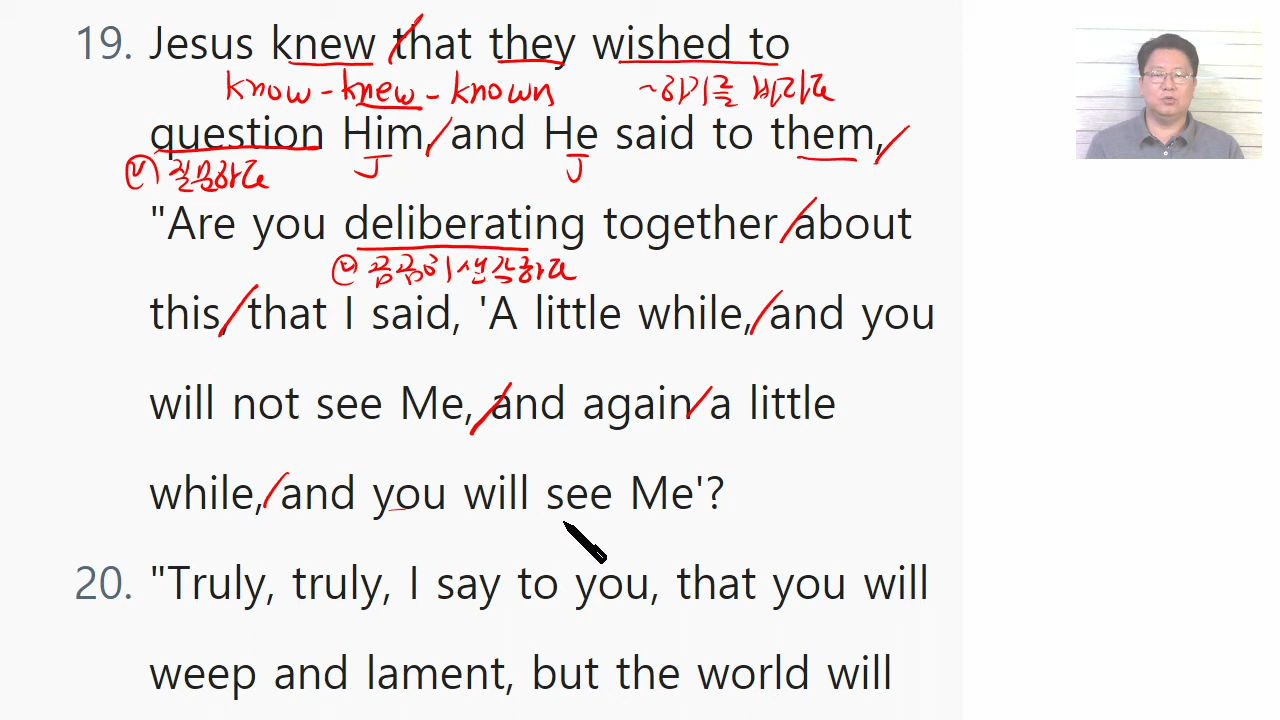 19. Jesus knew that they wished to
know - knew - known ~하기를 바라다
question Him, and He said to them,
ⓥ 질문하다 J J
"Are you deliberating together about
ⓥ 곰곰이 생각하다
this, that I said, 'A little while, and you
will not see Me, and again a little
while, and you will see Me'?
20. "Truly, truly, I say to you, that you will
weep and lament, but the world will